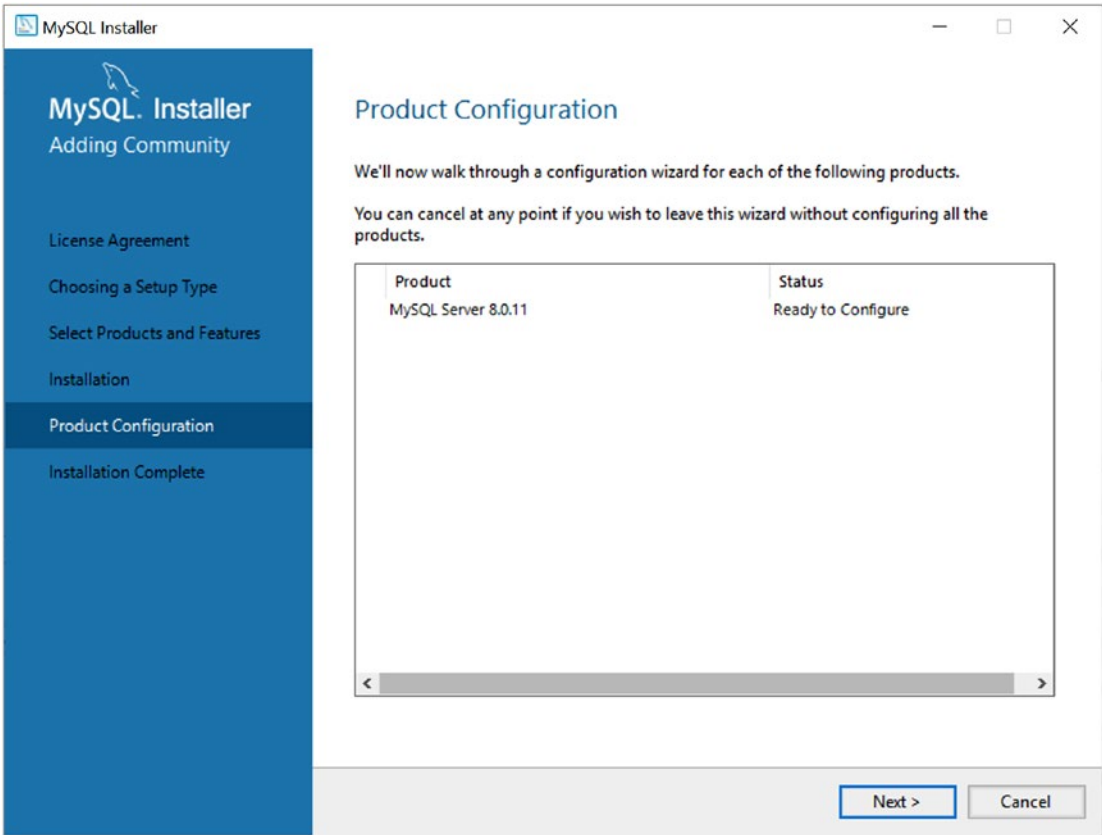 MySQL Installer
MySQL. Installer
Adding Community
License Agreement
Choosing a Setup Type
Select Products and Features
Installation
Product Configuration
Installation Complete
Product Configuration
We'll now walk through a configuration wizard for each of the following products.
You can cancel at any point if you wish to leave this wizard without configuring all the
products.
Product Status
MySQL Server 8.0.11 Ready to Configure
Next > Cancel